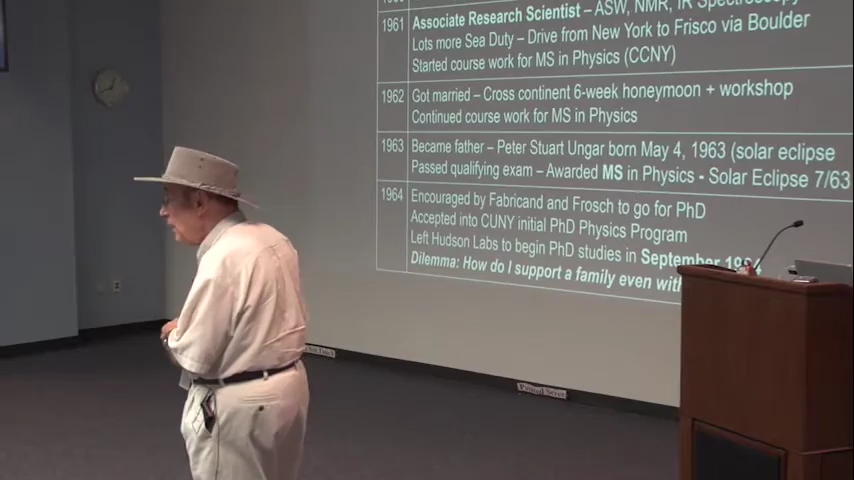 1961
Associate Research Scientist – ASW, NMR, IR Spectroscopy
Lots more Sea Duty – Drive from New York to Frisco via Boulder
Started course work for MS in Physics (CCNY)
1962
Got married – Cross continent 6-week honeymoon + workshop
Continued course work for MS in Physics
1963
Became father – Peter Stuart Ungar born May 4, 1963 (solar eclipse
Passed qualifying exam – Awarded MS in Physics - Solar Eclipse 7/63
1964
Encouraged by Fabricand and Frosch to go for PhD
Accepted into CUNY initial PhD Physics Program
Left Hudson Labs to begin PhD studies in September
Dilemma: How do I support a family even